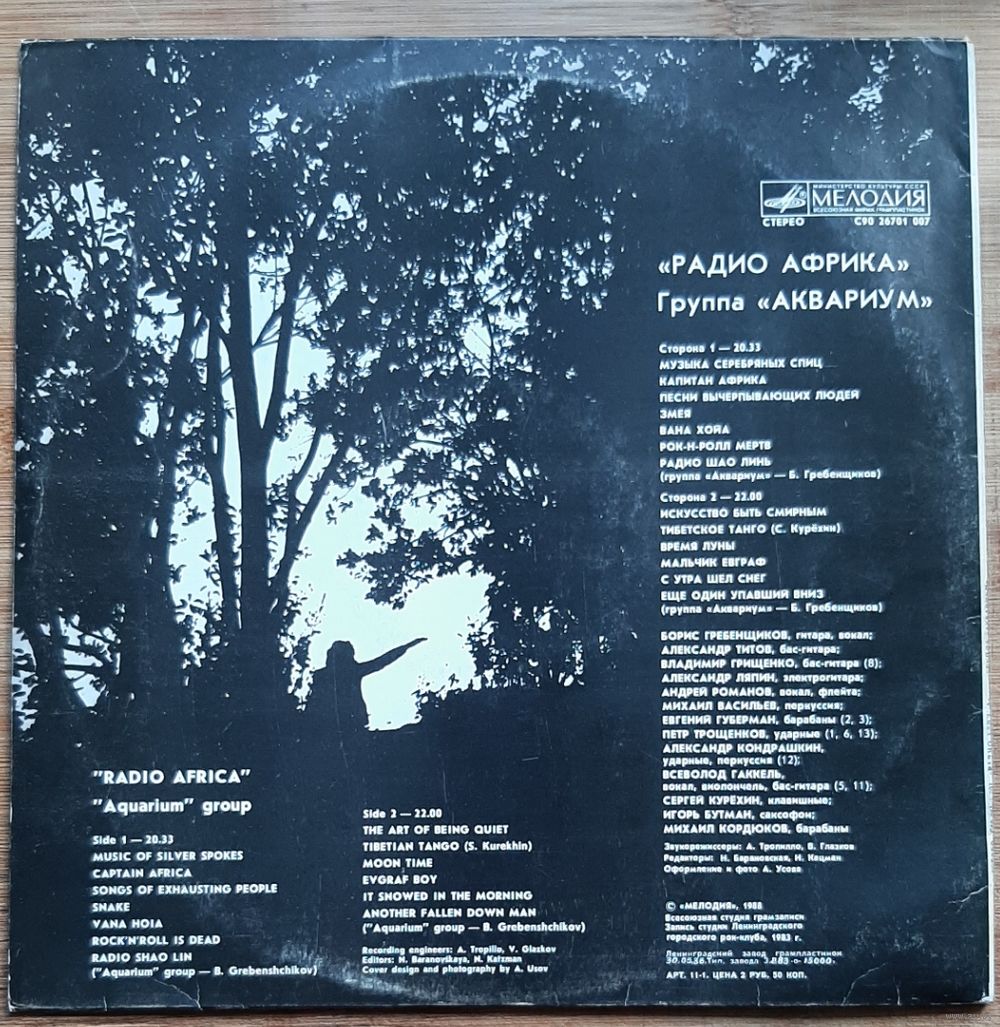 МИНИСТЕРСТВО КУЛЬТУРЫ СССР
МЕЛОДИЯ
ВСЕСОЮЗНАЯ ФИРМА ГРАМПЛАСТИНОК
СТЕРЕО
С90 26701 007
«РАДИО АФРИКА»
Группа «АКВАРИУМ»
Сторона 1 — 20.33
МУЗЫКА СЕРЕБРЯНЫХ СПИЦ
КАПИТАН АФРИКА
ПЕСНИ ВЫЧЕРПЫВАЮЩИХ ЛЮДЕЙ
ЗМЕЯ
ВАНА ХОЙА
РОК-Н-РОЛЛ МЕРТВ
РАДИО ШАО ЛИНЬ
(группа «Аквариум» — Б. Гребенщиков)
Сторона 2 — 22.00
ИСКУССТВО БЫТЬ СМИРНЫМ
ТИБЕТСКОЕ ТАНГО (С. Курёхин)
ВРЕМЯ ЛУНЫ
МАЛЬЧИК ЕВГРАФ
С УТРА ШЕЛ СНЕГ
ЕЩЕ ОДИН УПАВШИЙ ВНИЗ
(группа «Аквариум» — Б. Гребенщиков)
БОРИС ГРЕБЕНЩИКОВ, гитара, вокал;
АЛЕКСАНДР ТИТОВ, бас-гитара;
ВЛАДИМИР ГРИЩЕНКО, бас-гитара (8);
АЛЕКСАНДР ЛЯПИН, электрогитара;
АНДРЕЙ РОМАНОВ, вокал, флейта;
МИХАИЛ ВАСИЛЬЕВ, перкуссия;
ЕВГЕНИЙ ГУБЕРМАН, барабаны (2, 3);
ПЕТР ТРОЩЕНКОВ, ударные (1, 6, 13);
АЛЕКСАНДР КОНДРАШКИН,
ударные, перкуссия (12);
ВСЕВОЛОД ГАККЕЛЬ,
вокал, виолончель, бас-гитара (5, 11);
СЕРГЕЙ КУРЕХИН, клавишные;
ИГОРЬ БУТМАН, саксофон;
МИХАИЛ КОРДЮКОВ, барабаны
Звукорежиссеры: А. Тропилло, В. Глазков
Редакторы: Н. Барановская, Н. Кацман
Оформление и фото А. Усова
© «МЕЛОДИЯ», 1988
Всесоюзная студия грамзаписи
Запись студии Ленинградского
городского рок-клуба, 1983 г.
Ленинградский завод грампластинок
АРТ. 11-1. ЦЕНА 2 РУБ. 50 КОП.
"RADIO AFRICA"
"Aquarium" group
Side 1 — 20.33
MUSIC OF SILVER SPOKES
CAPTAIN AFRICA
SONGS OF EXHAUSTING PEOPLE
SNAKE
VANA HOIA
ROCK'N'ROLL IS DEAD
RADIO SHAO LIN
("Aquarium" group — B. Grebenshchikov)
Side 2 — 22.00
THE ART OF BEING QUIET
TIBETIAN TANGO (S. Kurekhin)
MOON TIME
EVGRAF BOY
IT SNOWED IN THE MORNING
ANOTHER FALLEN DOWN MAN
("Aquarium" group — B. Grebenshchikov)
Recording engineers: A. Tropillo, V. Glazkov
Editors: N. Baranovskaya, N. Katzman
Cover design and photography by A. Usov